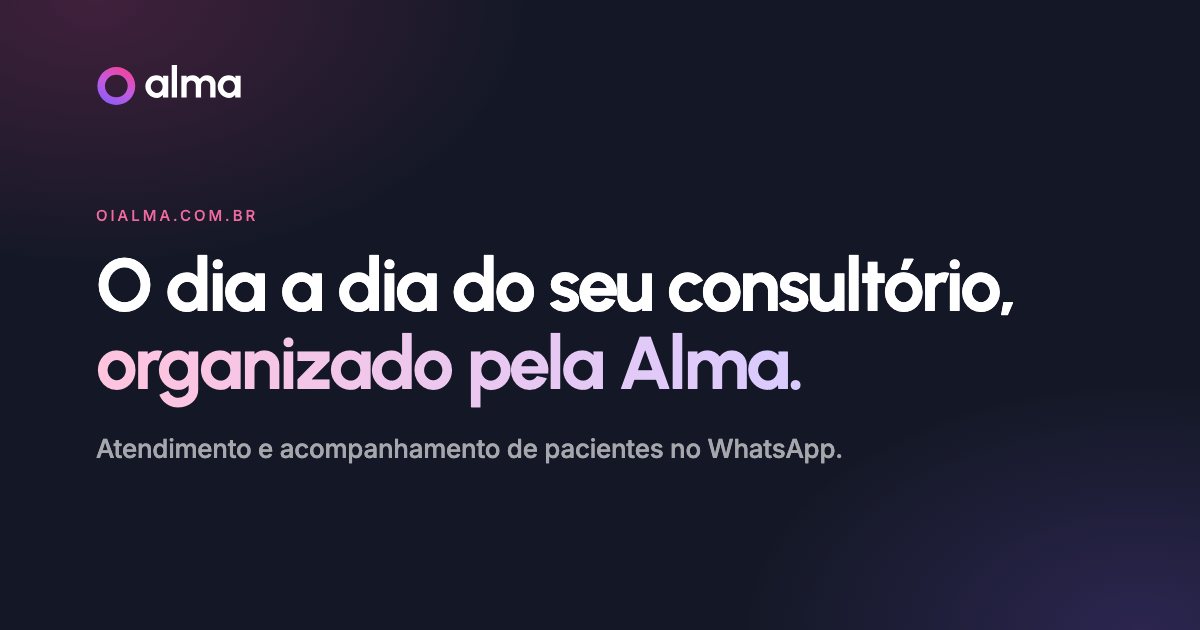 alma
OIALMA.COM.BR
O dia a dia do seu consultório,
organizado pela Alma.
Atendimento e acompanhamento de pacientes no WhatsApp.